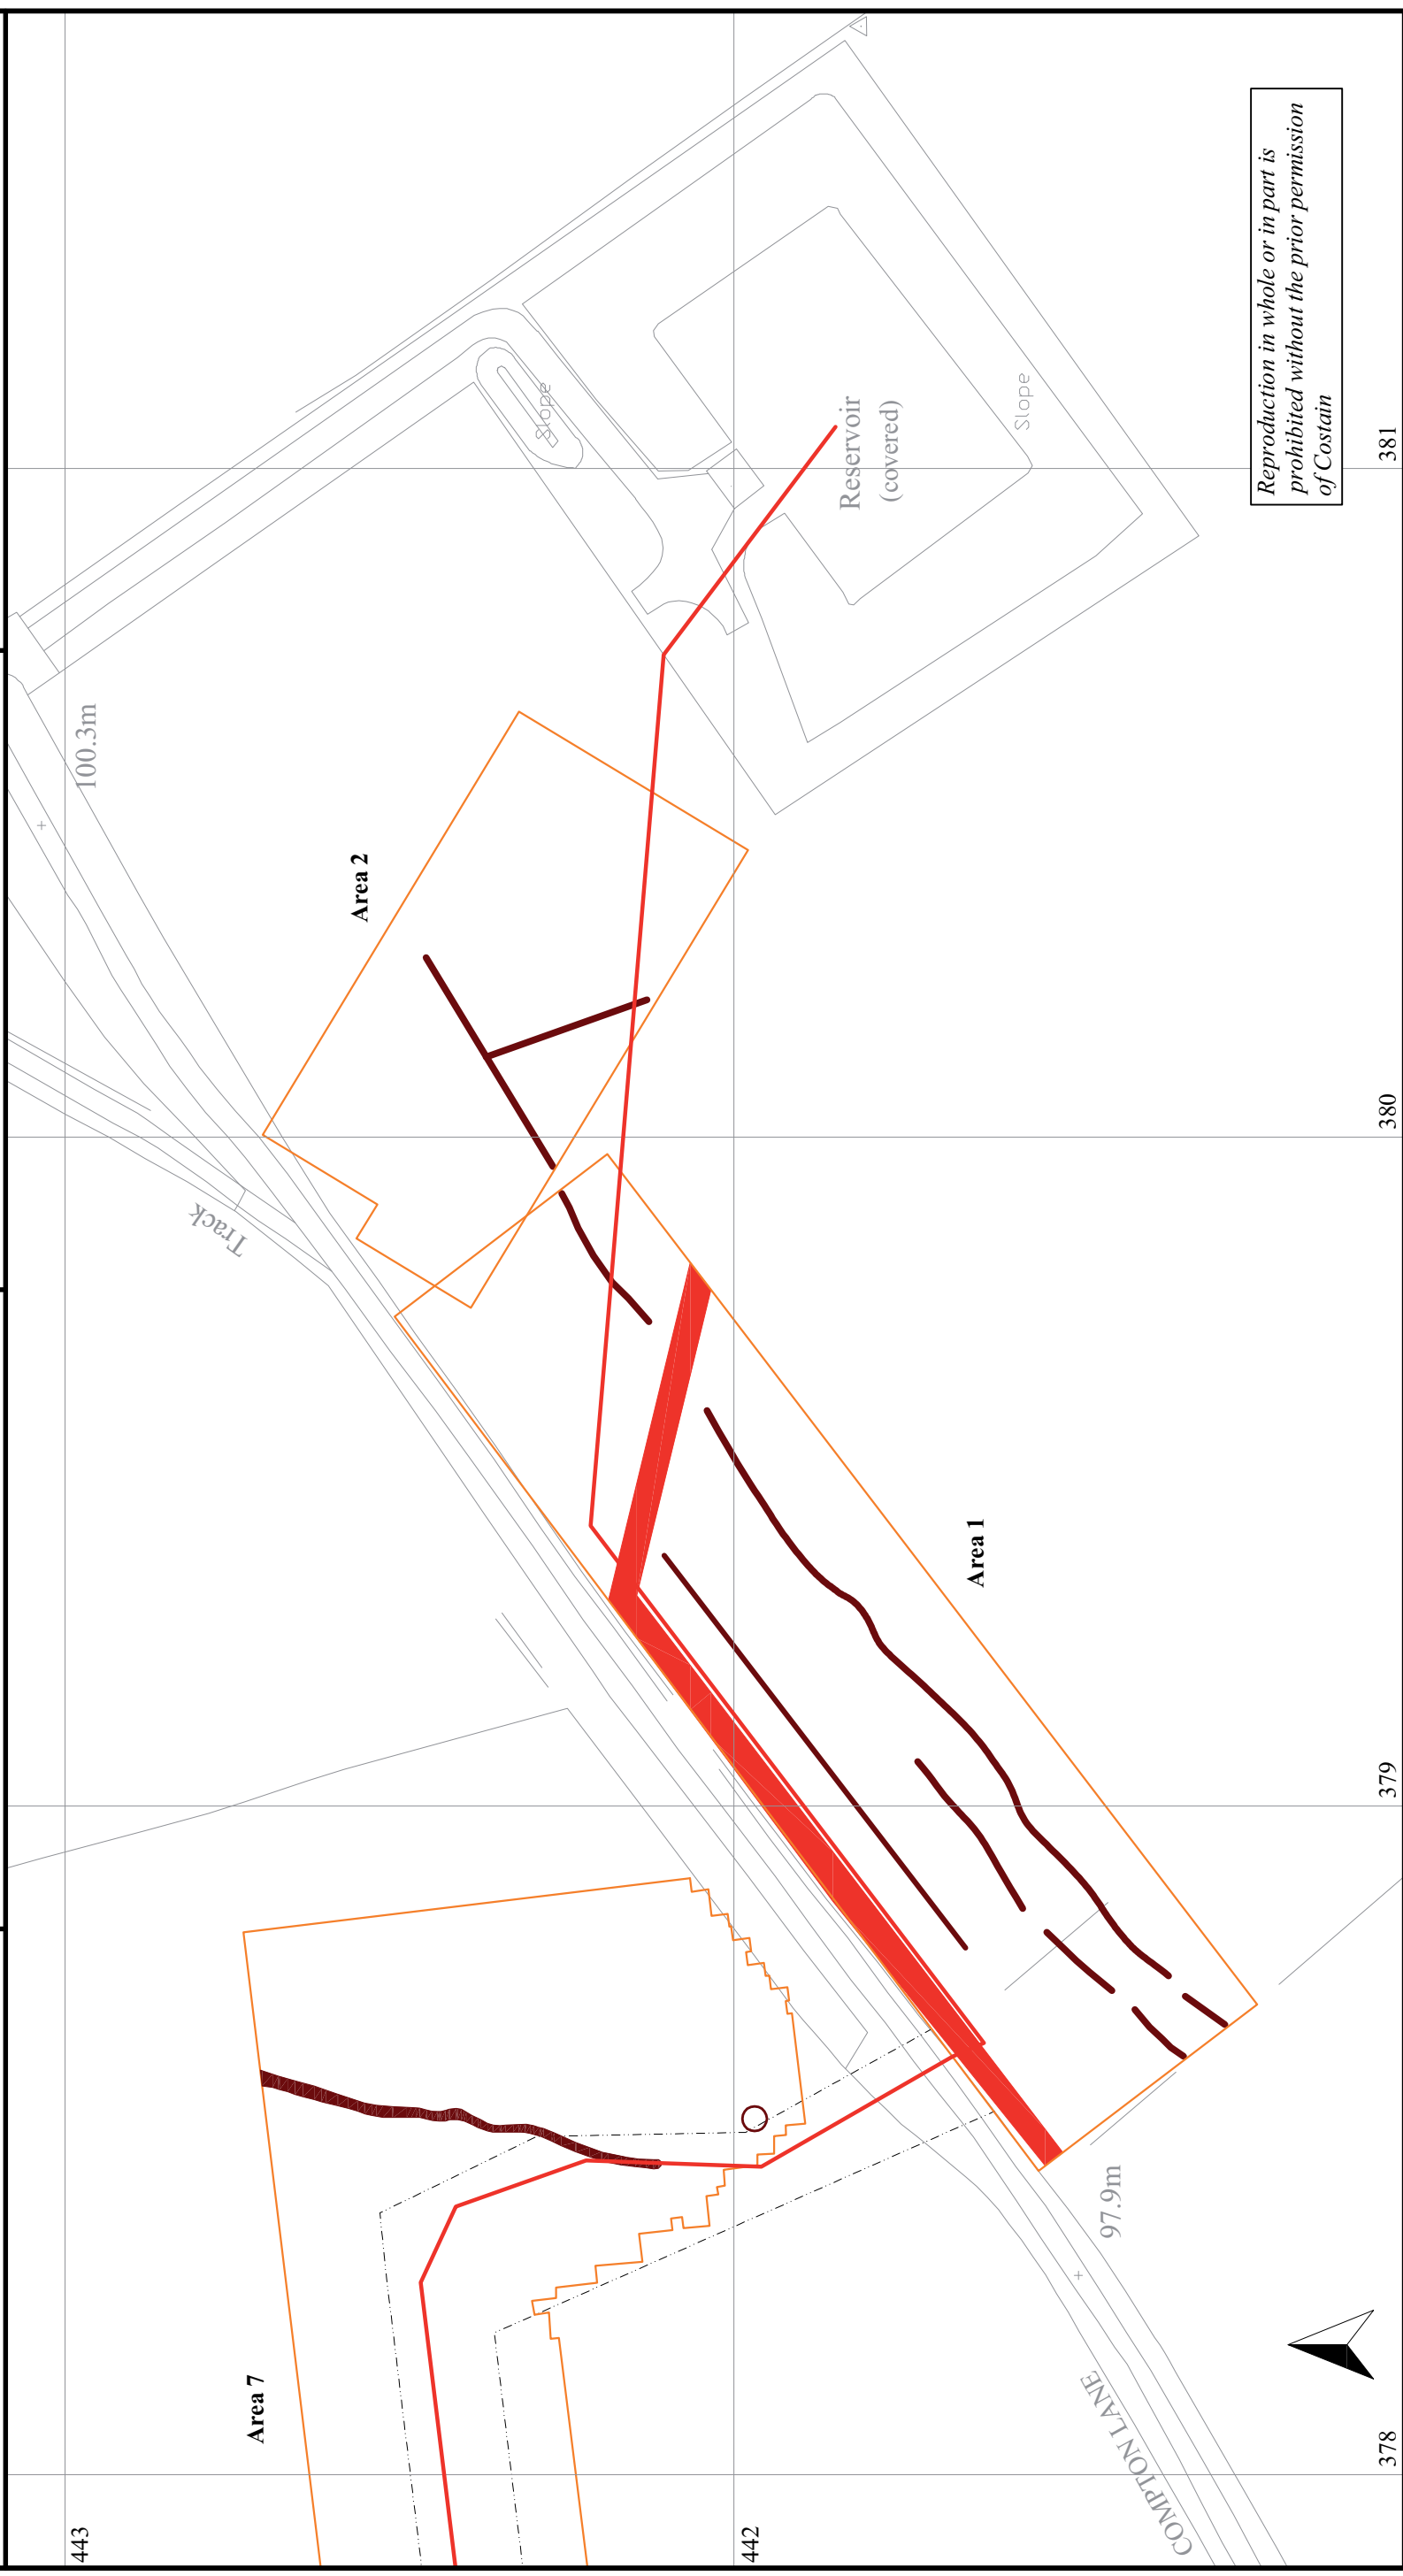 443
442
Area 7
Area 2
Area 1
Track
100.3m
97.9m
Slope
Slope
Reservoir
(covered)
COMPTON LANE
378
379
380
381
Reproduction in whole or in part is
prohibited without the prior permission
of Costain